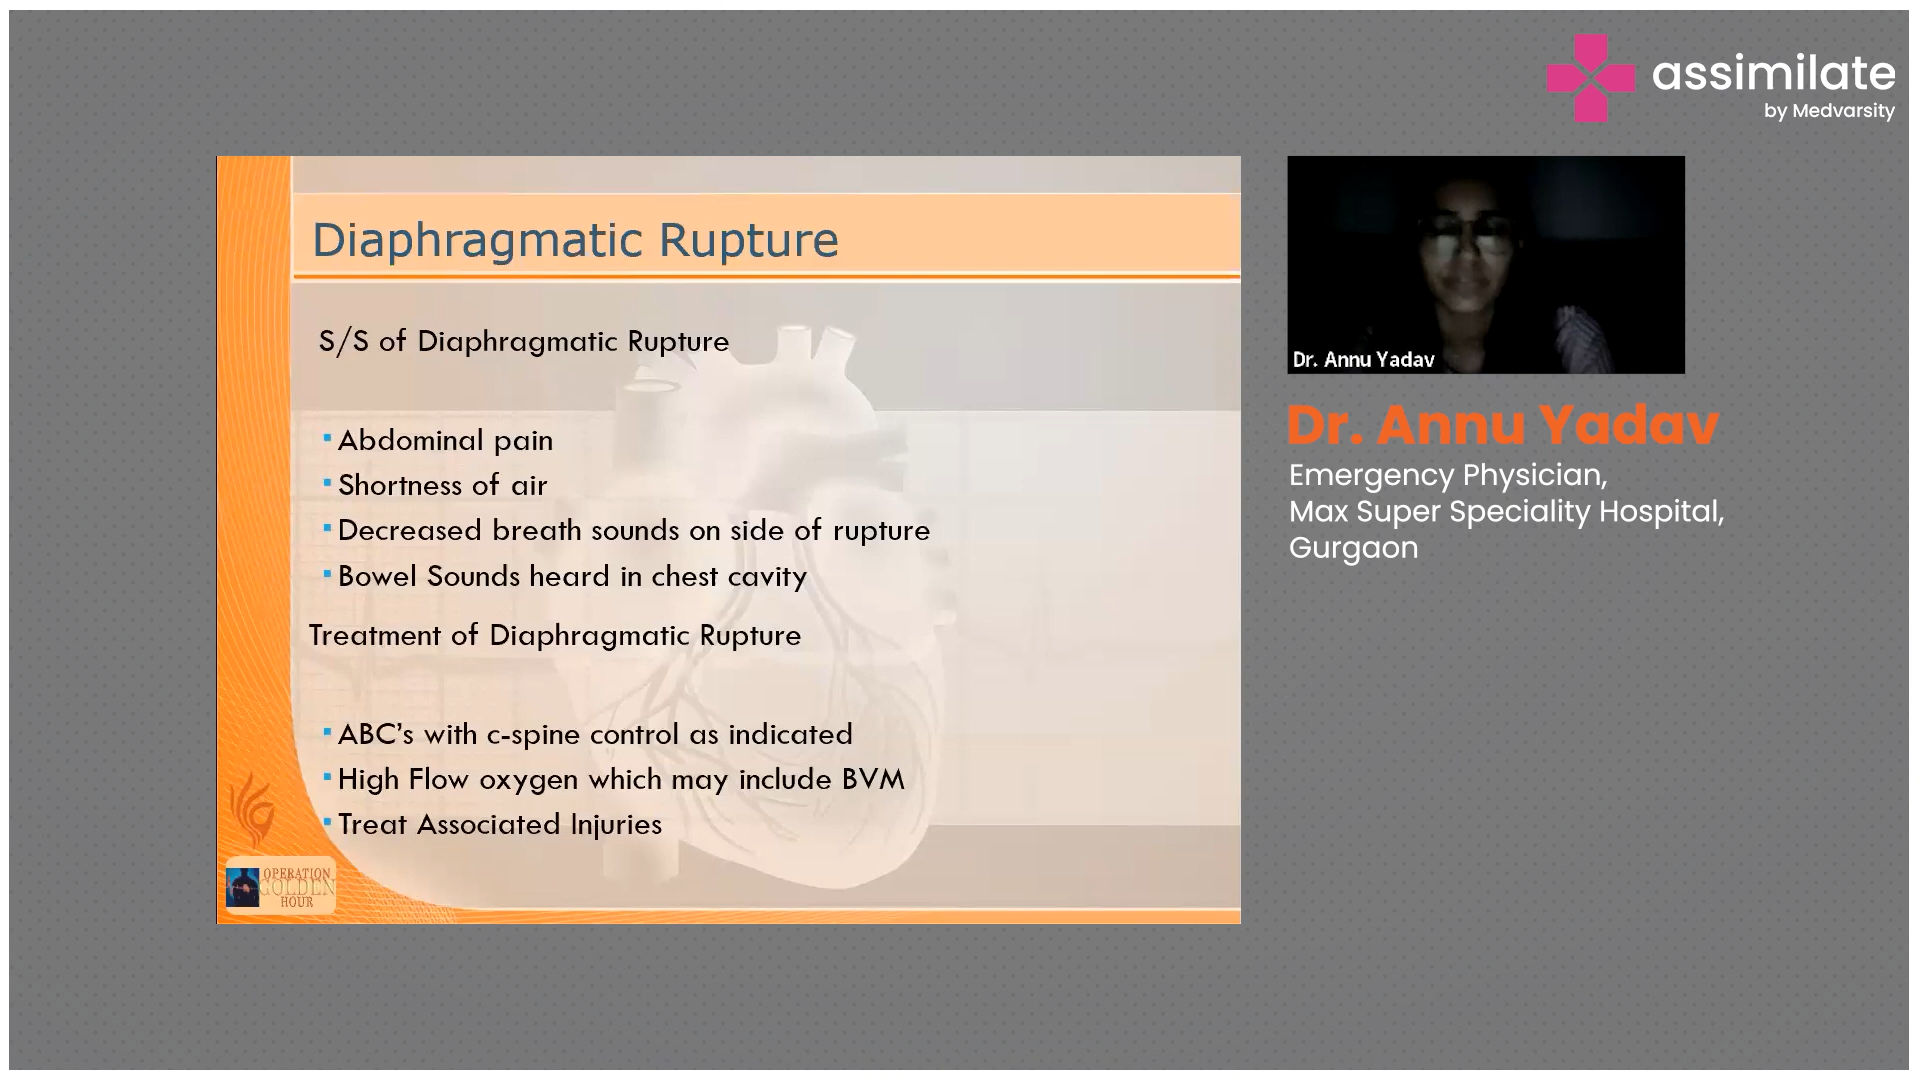 assimilate
by Medvarsity
Diaphragmatic Rupture
S/S of Diaphragmatic Rupture
▪ Abdominal pain
▪ Shortness of air
▪ Decreased breath sounds on side of rupture
▪ Bowel Sounds heard in chest cavity
Treatment of Diaphragmatic Rupture
▪ ABC’s with c-spine control as indicated
▪ High Flow oxygen which may include BVM
▪ Treat Associated Injuries
OPERATION
GOLDEN
HOUR
Dr. Annu Yadav
Dr. Annu Yadav
Emergency Physician,
Max Super Speciality Hospital,
Gurgaon